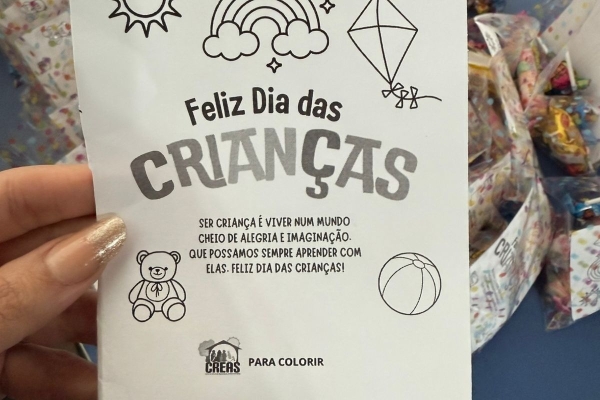 Feliz Dia das
CRIANÇAS
SER CRIANÇA É VIVER NUM MUNDO
CHEIO DE ALEGRIA E IMAGINAÇÃO.
QUE POSSAMOS SEMPRE APRENDER COM
ELAS. FELIZ DIA DAS CRIANÇAS!
CREAS PARA COLORIR